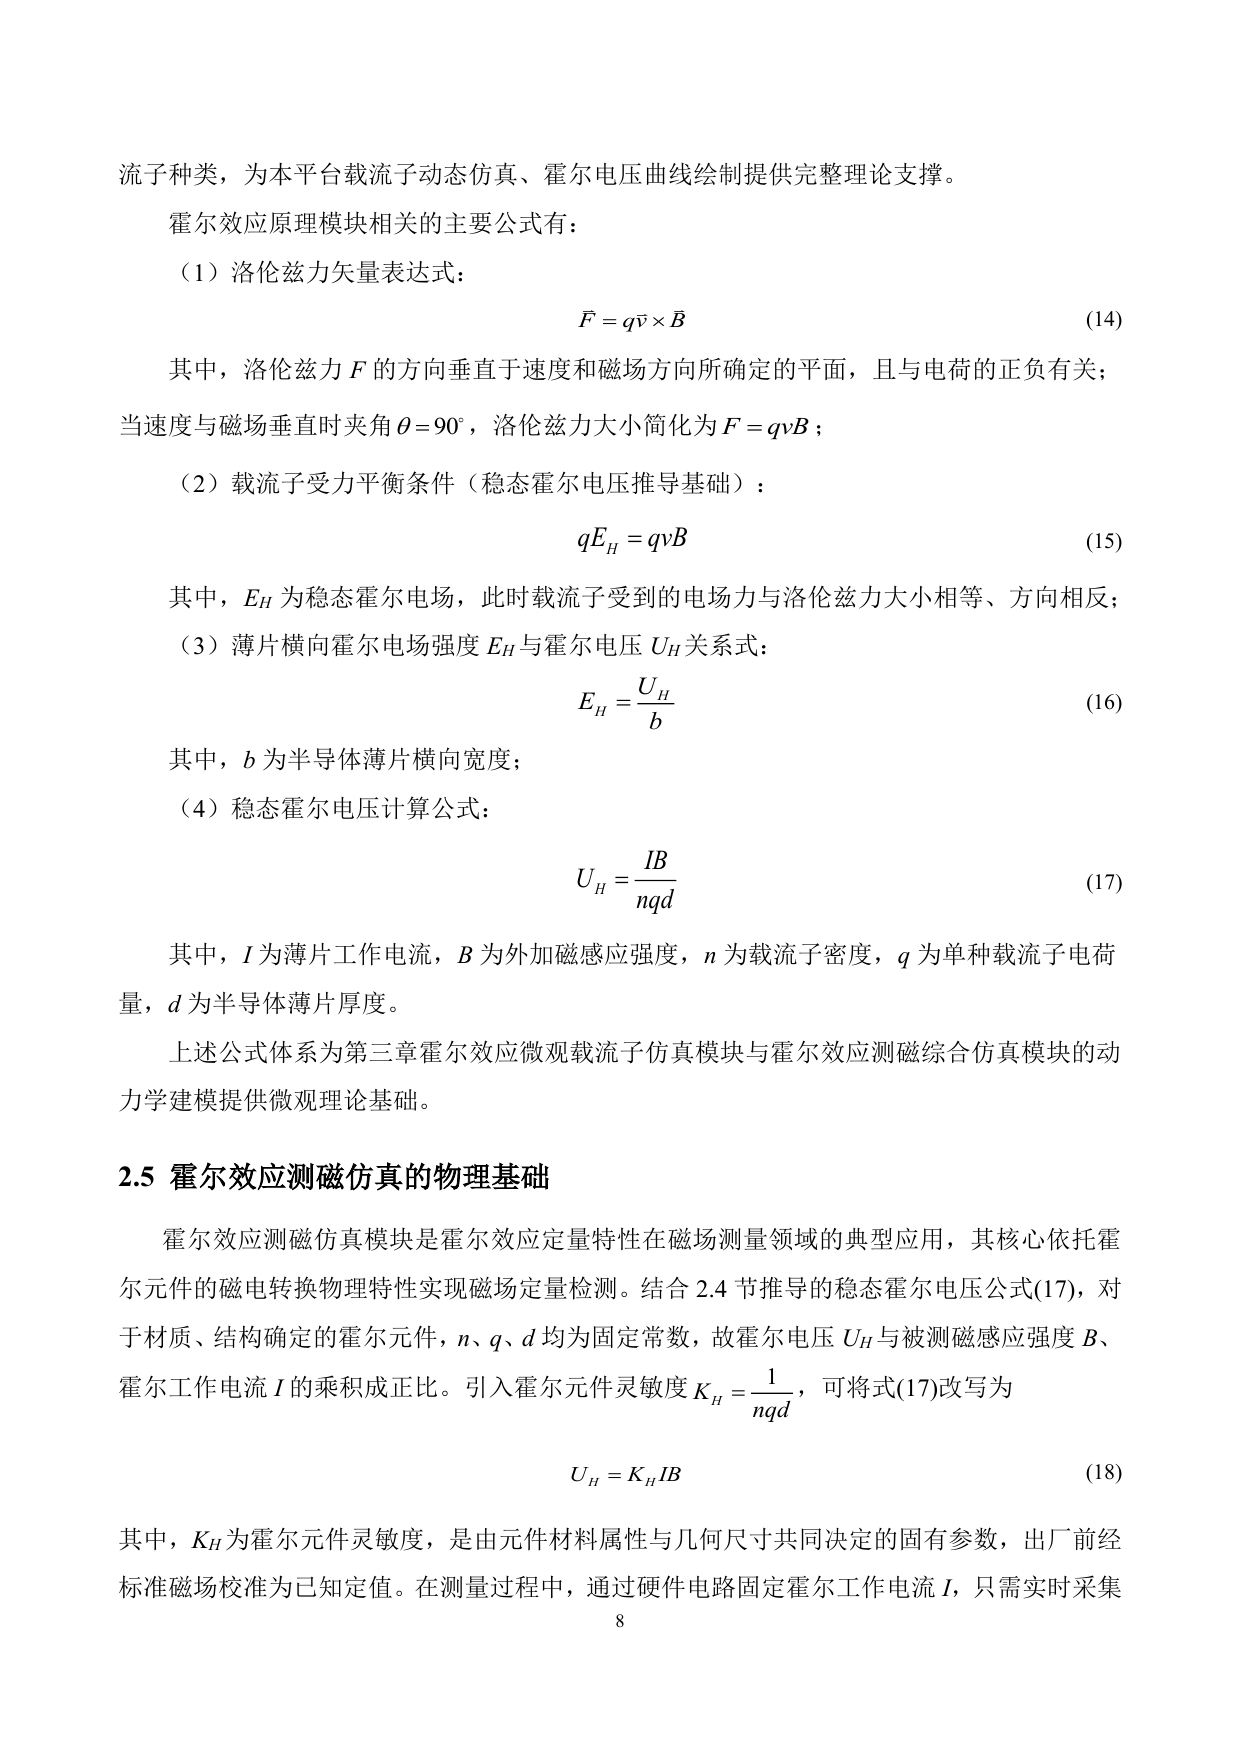 流子种类，为本平台载流子动态仿真、霍尔电压曲线绘制提供完整理论支撑。
霍尔效应原理模块相关的主要公式有：
（1）洛伦兹力矢量表达式：
$\vec{F} = q\vec{v} \times \vec{B}$ (14)
其中，洛伦兹力 F 的方向垂直于速度和磁场方向所确定的平面，且与电荷的正负有关；
当速度与磁场垂直时夹角 $\theta = 90^\circ$，洛伦兹力大小简化为 $F = qvB$；
（2）载流子受力平衡条件（稳态霍尔电压推导基础）:
$qE_H = qvB$ (15)
其中，$E_H$ 为稳态霍尔电场，此时载流子受到的电场力与洛伦兹力大小相等、方向相反；
（3）薄片横向霍尔电场强度 $E_H$ 与霍尔电压 $U_H$ 关系式：
$E_H = \frac{U_H}{b}$ (16)
其中，b 为半导体薄片横向宽度；
（4）稳态霍尔电压计算公式：
$U_H = \frac{IB}{nqd}$ (17)
其中，I 为薄片工作电流，B 为外加磁感应强度，n 为载流子密度，q 为单种载流子电荷
量，d 为半导体薄片厚度。
上述公式体系为第三章霍尔效应微观载流子仿真模块与霍尔效应测磁综合仿真模块的动
力学建模提供微观理论基础。
2.5 霍尔效应测磁仿真的物理基础
霍尔效应测磁仿真模块是霍尔效应定量特性在磁场测量领域的典型应用，其核心依托霍
尔元件的磁电转换物理特性实现磁场定量检测。结合 2.4 节推导的稳态霍尔电压公式(17)，对
于材质、结构确定的霍尔元件，n、q、d 均为固定常数，故霍尔电压 $U_H$ 与被测磁感应强度 B、
霍尔工作电流 I 的乘积成正比。引入霍尔元件灵敏度 $K_H = \frac{1}{nqd}$，可将式(17)改写为
$U_H = K_H IB$ (18)
其中，$K_H$ 为霍尔元件灵敏度，是由元件材料属性与几何尺寸共同决定的固有参数，出厂前经
标准磁场校准为已知定值。在测量过程中，通过硬件电路固定霍尔工作电流 I，只需实时采集
8